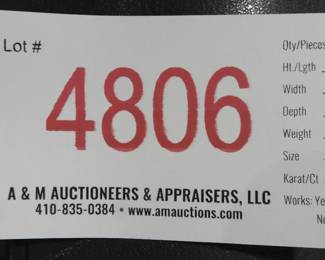 Lot #
4806
A & M AUCTIONEERS & APPRAISERS, LLC
410-835-0384 • www.amauctions.com
Qty/Pieces
Ht./Lgth
Width
Depth
Weight
Size
Karat/Ct
Works: Ye
No